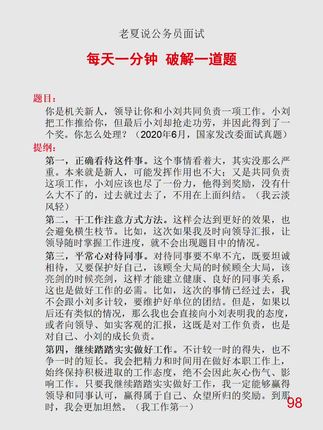 老夏说公务员面试
每天一分钟 破解一道题
题目：
你是机关新人，领导让你和小刘共同负责一项工作。小刘
把工作推给你，但最后小刘却抢走功劳，并因此得到了一
个奖。你怎么处理？（2020年6月，国家发改委面试真题）
提纲：
第一，正确看待这件事。这个事情看着大，其实没那么严
重。本来就是新人，可能发挥作用也不大；又是共同负责
这项工作，小刘应该也尽了一份力，他得到奖励，没有什
么大不了的，过去就过去了，不用在上面纠结。（我云淡
风轻）
第二，干工作注意方式方法。这样会达到更好的效果，也
会避免横生枝节。比如，这次如果我及时向领导汇报，让
领导随时掌握工作进度，就不会出现题目中的情况。
第三，平常心对待同事。对待同事要不卑不亢，既要坦诚
相待，又要保护好自己，该顾全大局的时候顾全大局，该
亮剑的时候亮剑，这样才能建立健康、良好的同事关系，
这也是做好工作的必需。比如，这次的事情已经过去，我
不会跟小刘多计较，要维护好单位的团结。但是，如果以
后还有类似的情况，那么我也会直接向小刘表明我的态度，
或者向领导、如实客观的汇报，这既是对工作负责，也是
对自己、小刘的成长负责。
第四，继续踏踏实实做好工作。不计较一时的得失，也不
争一时的短长。我会把精力和时间用在做好本职工作上，
始终保持积极进取的工作态度，绝不会因此灰心伤气、影
响工作。只要我继续踏踏实实做好工作，我一定能够赢得
领导和同事认可，赢得属于自己、众望所归的奖励。到那
时，我会更加坦然。（我工作第一）
98